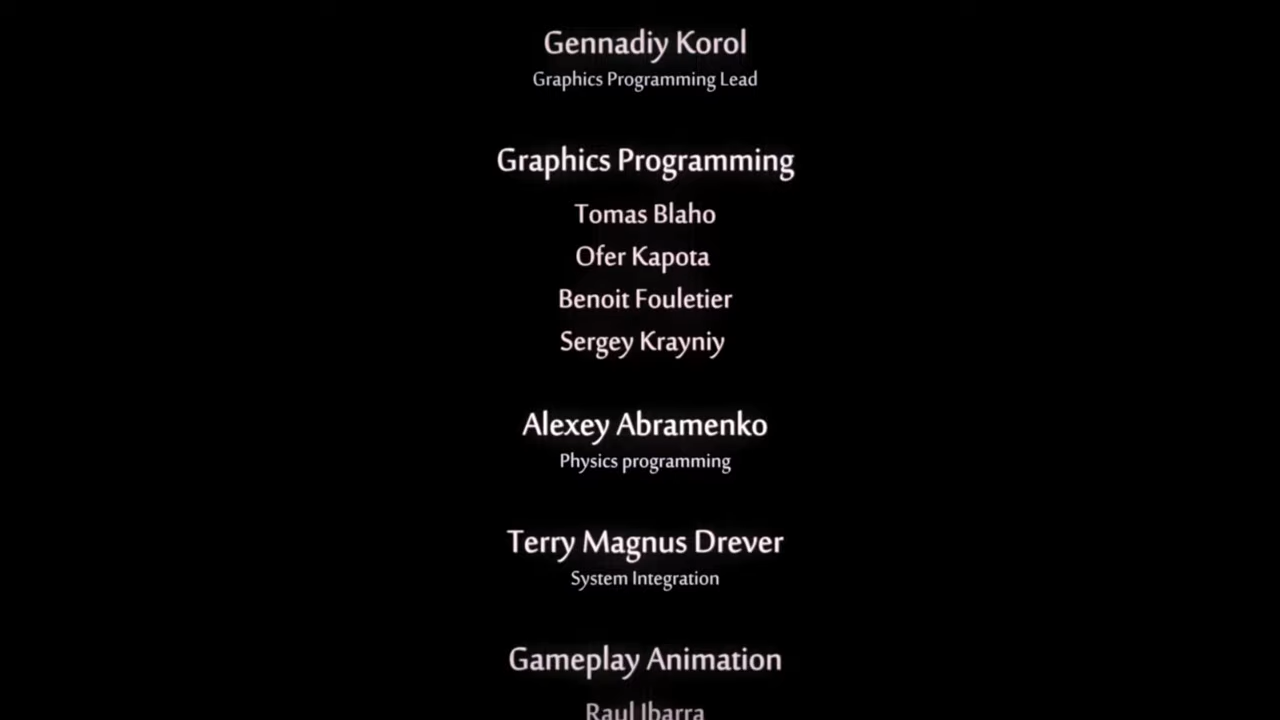 Gennadiy Korol
Graphics Programming Lead
Graphics Programming
Tomas Blaho
Ofer Kapota
Benoit Fouletier
Sergey Krayniy
Alexey Abramenko
Physics programming
Terry Magnus Drever
System Integration
Gameplay Animation
Raul Ibarra